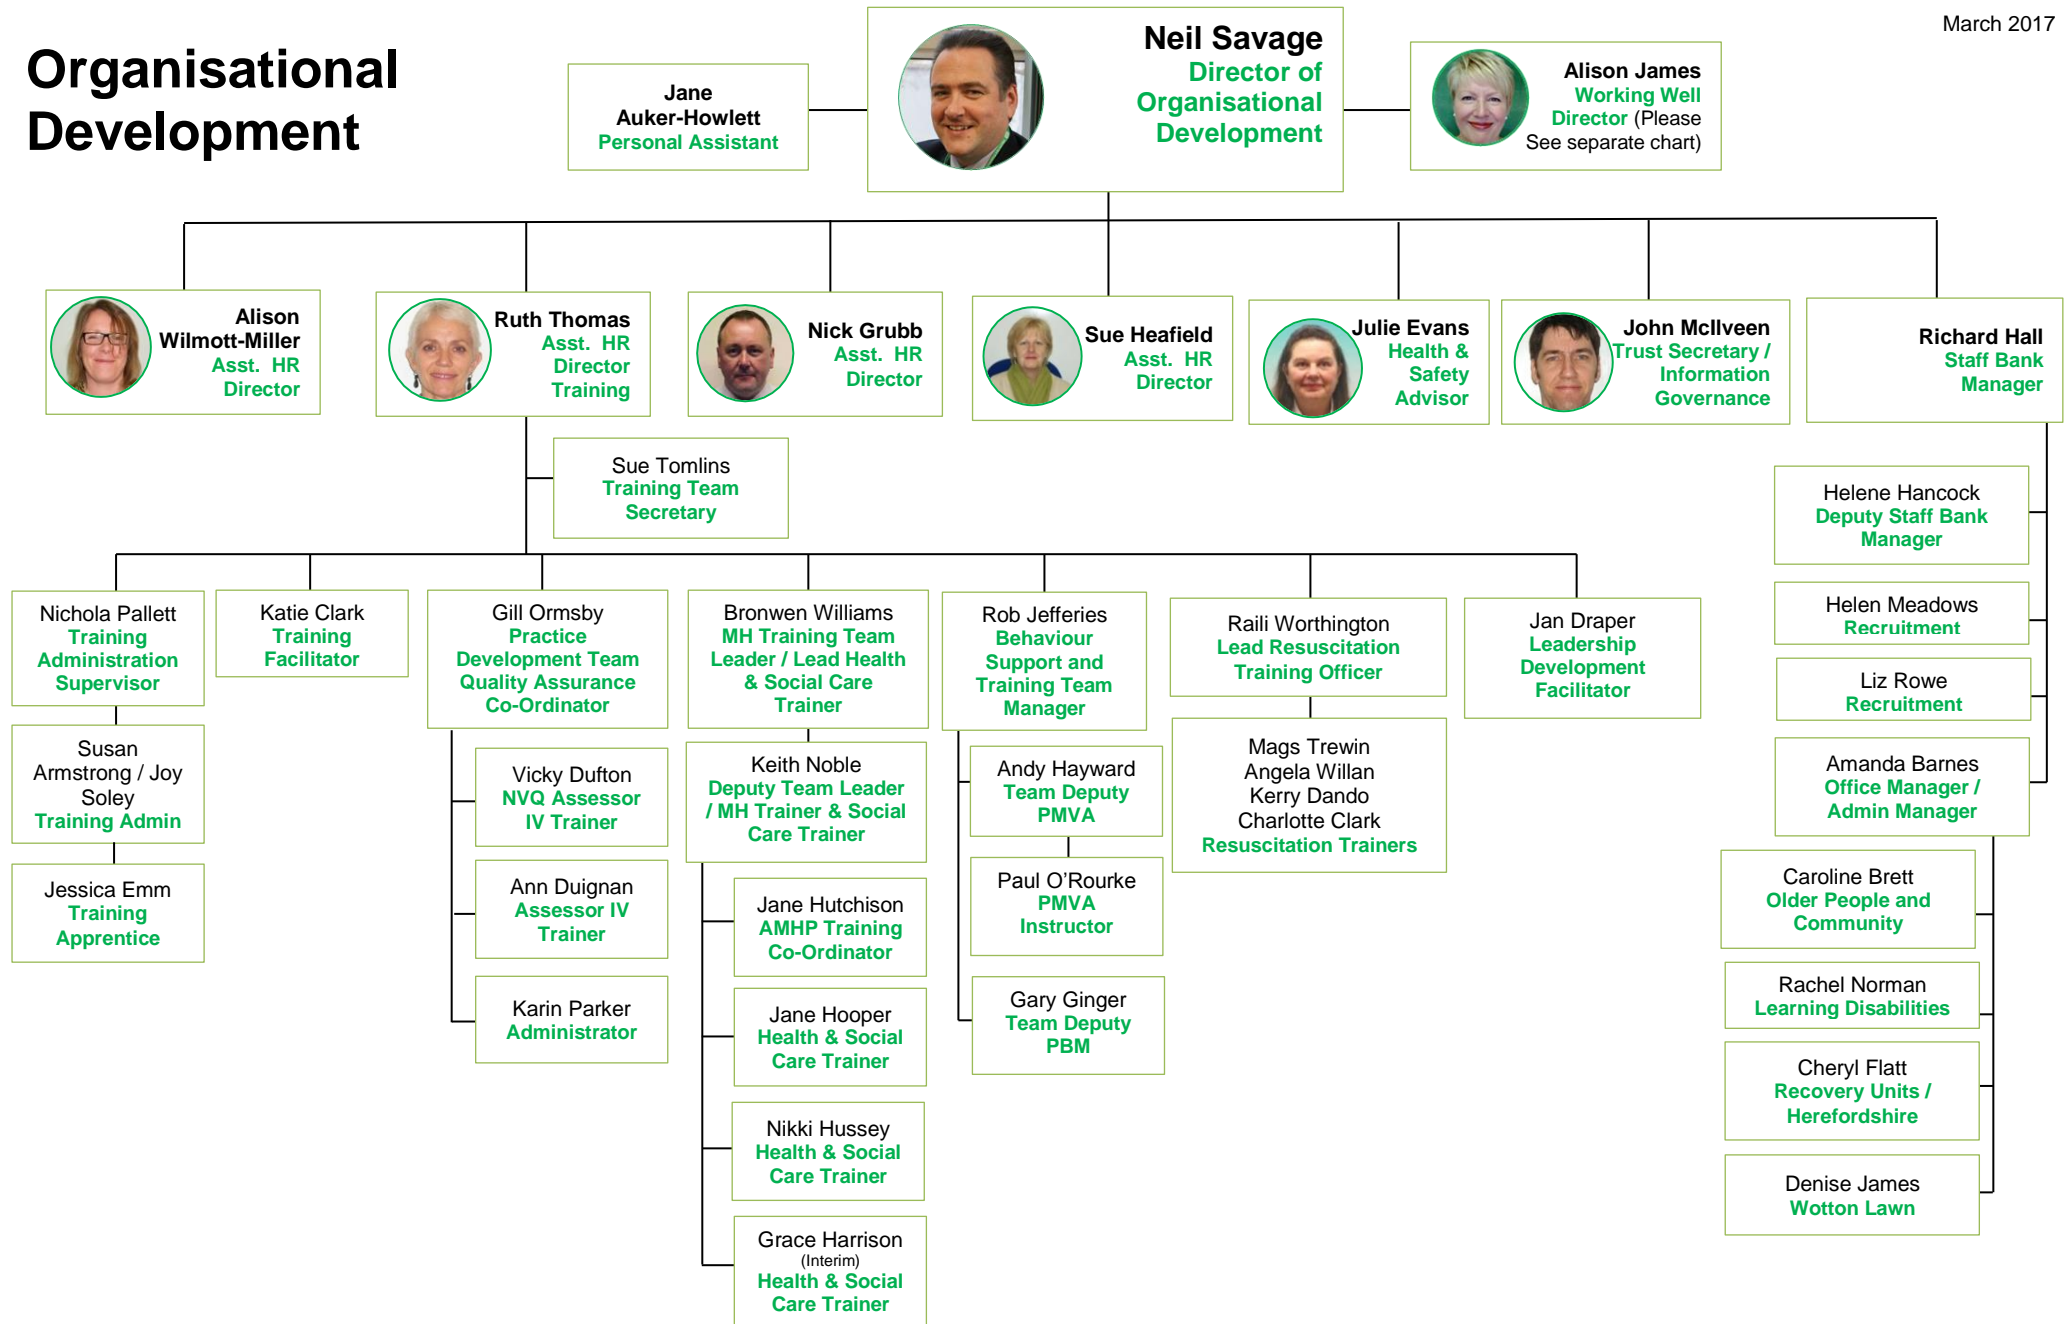 March 2017
Organisational
Development
Jane
Auker-Howlett
Personal Assistant
Neil Savage
Director of
Organisational
Development
Alison James
Working Well
Director (Please
See separate chart)
Alison
Wilmott-Miller
Asst. HR
Director
Ruth Thomas
Asst. HR
Director
Training
Nick Grubb
Asst. HR
Director
Sue Heafield
Asst. HR
Director
Julie Evans
Health &
Safety
Advisor
John McIlveen
Trust Secretary /
Information
Governance
Richard Hall
Staff Bank
Manager
Sue Tomlins
Training Team
Secretary
Nichola Pallett
Training
Administration
Supervisor
Susan
Armstrong / Joy
Soley
Training Admin
Jessica Emm
Training
Apprentice
Katie Clark
Training
Facilitator
Gill Ormsby
Practice
Development Team
Quality Assurance
Co-Ordinator
Vicky Dufton
NVQ Assessor
IV Trainer
Ann Duignan
Assessor IV
Trainer
Karin Parker
Administrator
Bronwen Williams
MH Training Team
Leader / Lead Health
& Social Care
Trainer
Keith Noble
Deputy Team Leader
/ MH Trainer & Social
Care Trainer
Jane Hutchison
AMHP Training
Co-Ordinator
Jane Hooper
Health & Social
Care Trainer
Nikki Hussey
Health & Social
Care Trainer
Grace Harrison
(Interim)
Health & Social
Care Trainer
Rob Jefferies
Behaviour
Support and
Training Team
Manager
Andy Hayward
Team Deputy
PMVA
Paul O'Rourke
PMVA
Instructor
Gary Ginger
Team Deputy
PBM
Raili Worthington
Lead Resuscitation
Training Officer
Mags Trewin
Angela Willan
Kerry Dando
Charlotte Clark
Resuscitation Trainers
Jan Draper
Leadership
Development
Facilitator
Helene Hancock
Deputy Staff Bank
Manager
Helen Meadows
Recruitment
Liz Rowe
Recruitment
Amanda Barnes
Office Manager /
Admin Manager
Caroline Brett
Older People and
Community
Rachel Norman
Learning Disabilities
Cheryl Flatt
Recovery Units /
Herefordshire
Denise James
Wotton Lawn